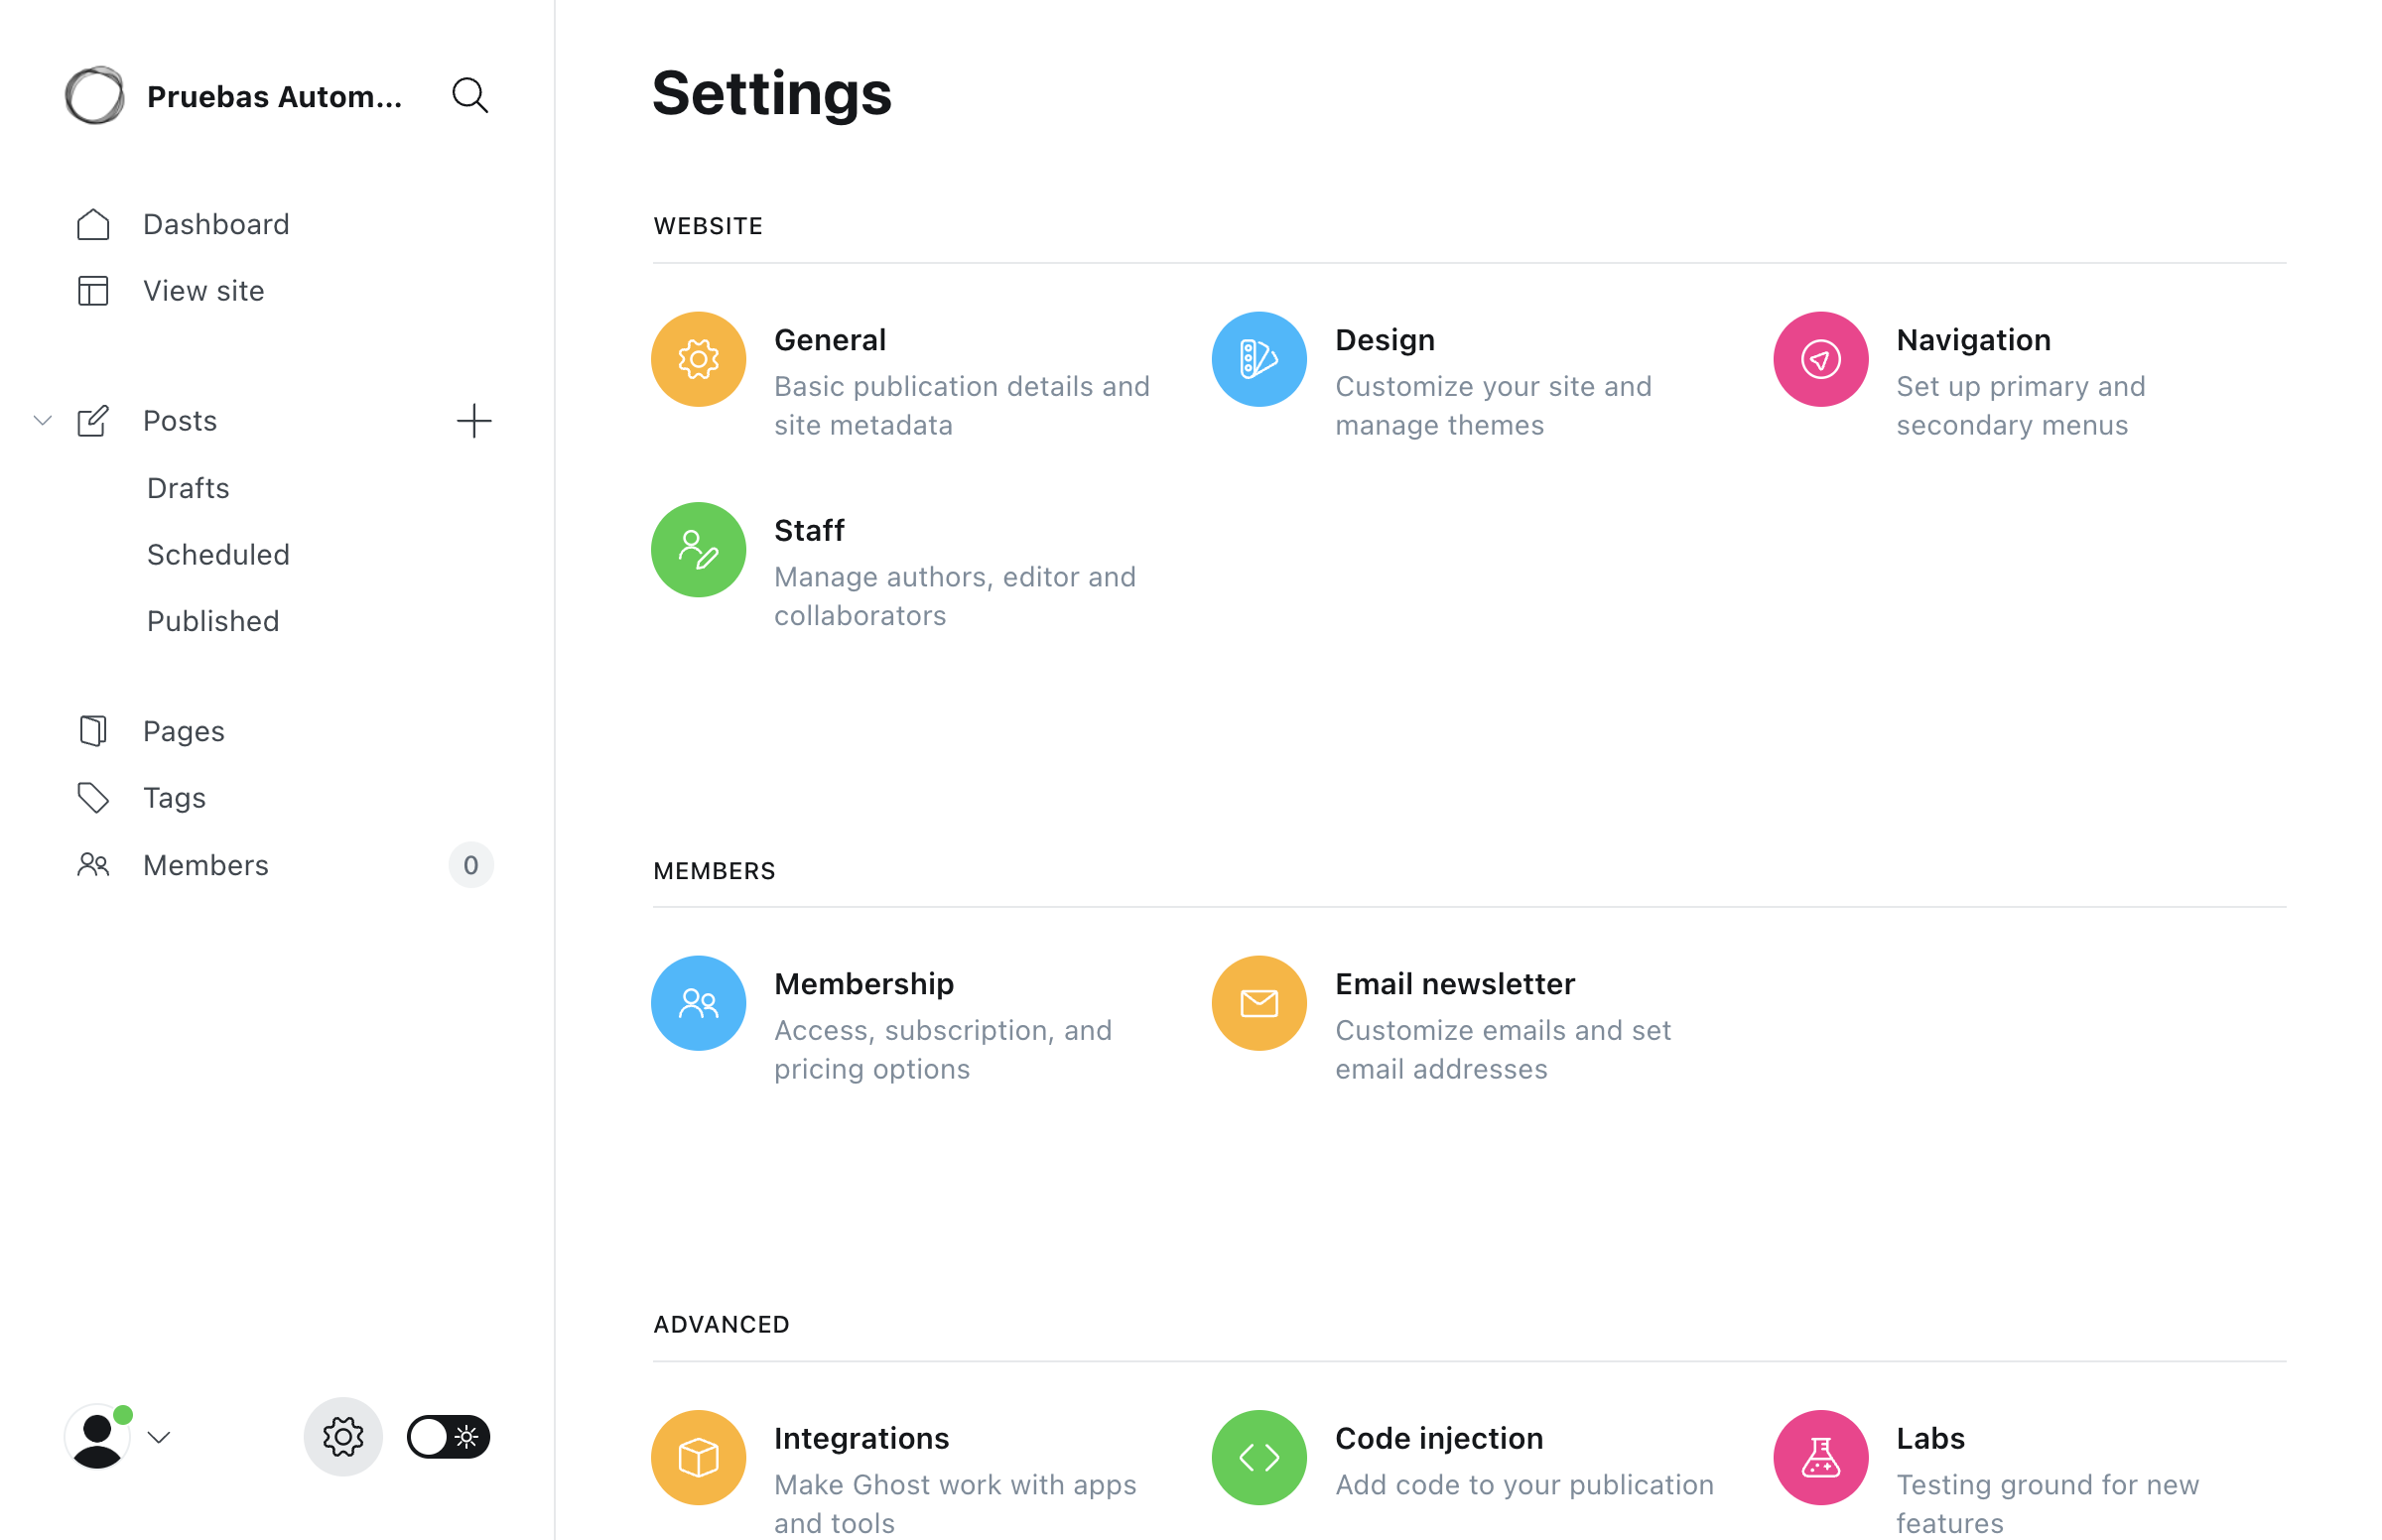 Pruebas Autom...
Dashboard
View site
Posts
Drafts
Scheduled
Published
Pages
Tags
Members
0
Settings
WEBSITE
General
Basic publication details and
site metadata
Design
Customize your site and
manage themes
Navigation
Set up primary and
secondary menus
Staff
Manage authors, editor and
collaborators
MEMBERS
Membership
Access, subscription, and
pricing options
Email newsletter
Customize emails and set
email addresses
ADVANCED
Integrations
Make Ghost work with apps
and tools
Code injection
Add code to your publication
Labs
Testing ground for new
features